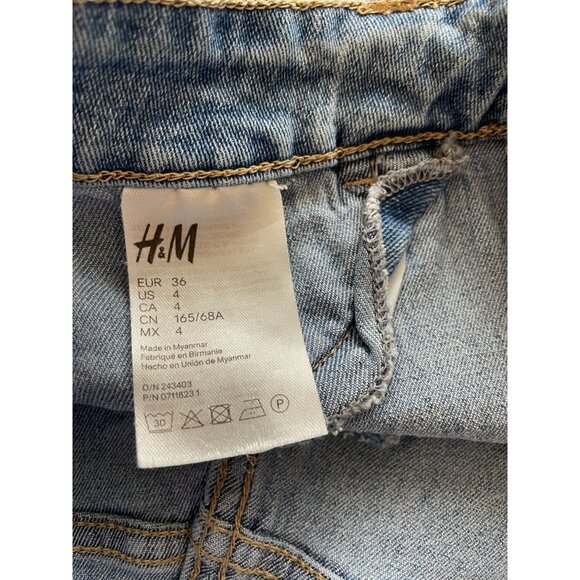 H&M
EUR 36
US 4
CA 4
CN 165/68A
MX 4
Made in Myanmar
Fabriqué en Birmanie
Hecho en Unión de Myanmar
D/N 243403
P/N 0711823 1
30
P